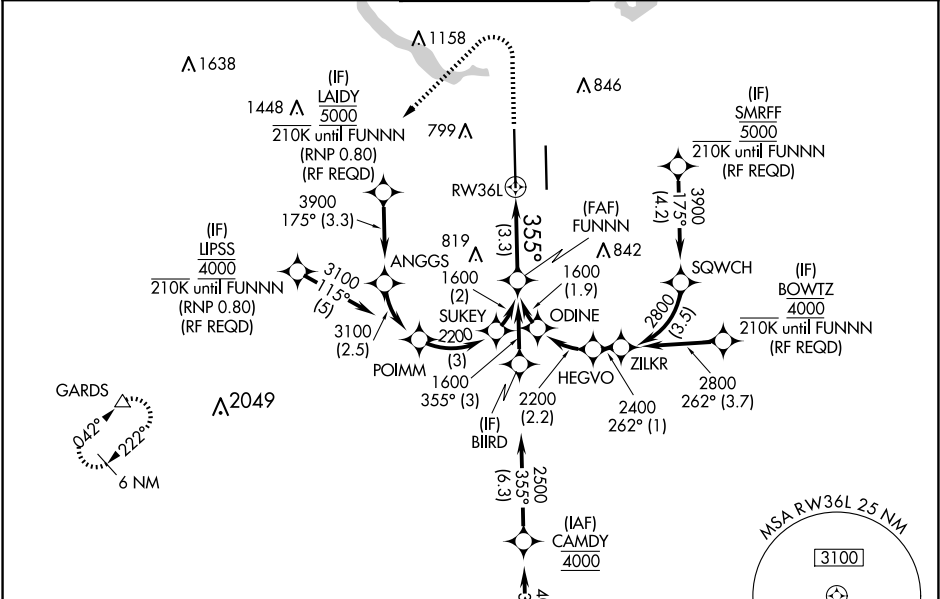 1158
1638
846
(IF)
LAIDY
5000
210K until FUNNN
(RNP 0.80)
(RF REQD)
1448
799
(IF)
SMRFF
5000
210K until FUNNN
(RF REQD)
RW36L
3900
175° (3.3)
3900
175°
(4.2)
355°
(3.3)
(FAF)
FUNNN
(IF)
LIPSS
4000
210K until FUNNN
(RNP 0.80)
(RF REQD)
819
842
ANGGS
SQWCH
3100
115°
(5)
1600
(2)
1600
(1.9)
(IF)
BOWTZ
4000
210K until FUNNN
(RF REQD)
3100
(2.5)
SUKEY
ODINE
2800
(3.5)
2200
(3)
POIMM
ZILKR
HEGVO
1600
355° (3)
2200
(2.2)
2800
262° (3.7)
2400
262° (1)
(IF)
BIIRD
GARDS
2049
042°
222°
6 NM
2500
355°
(6.3)
(IAF)
CAMDY
4000
MSA RW36L 25 NM
3100